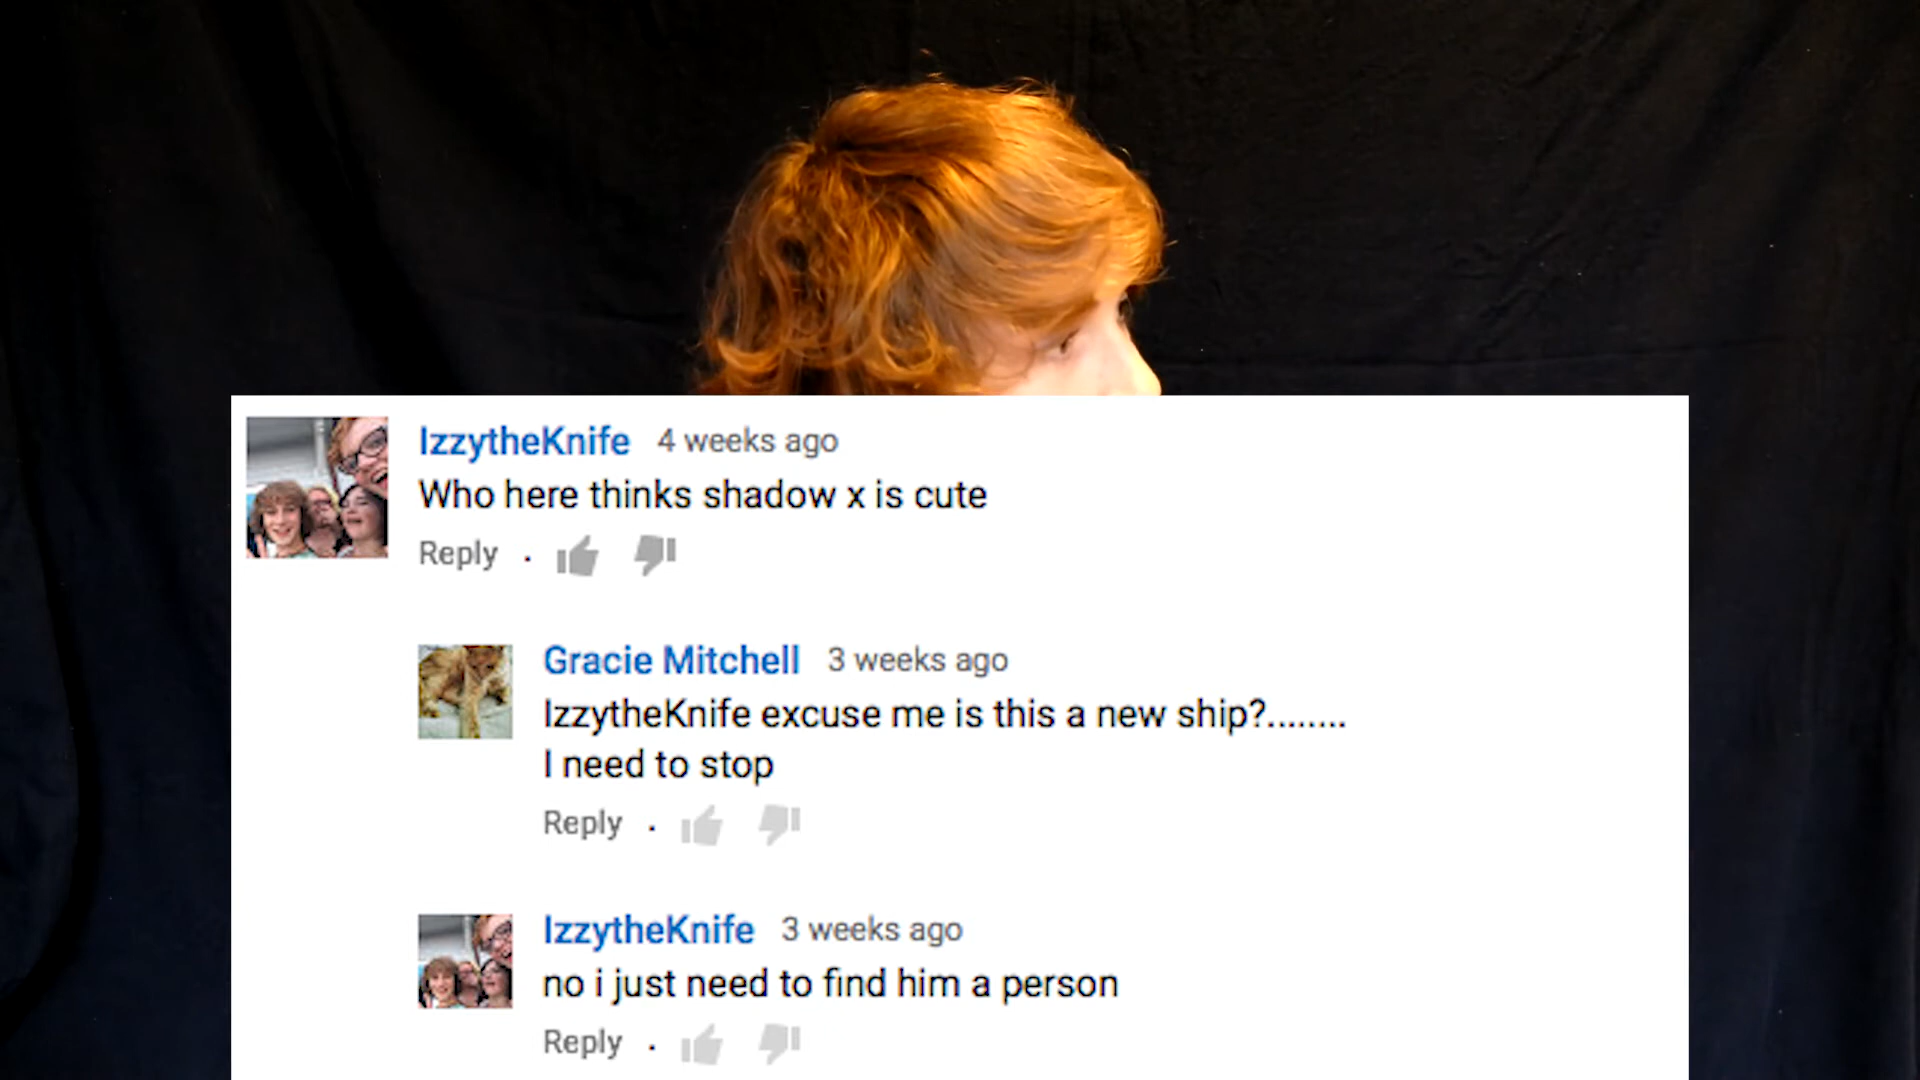 IzzytheKnife 4 weeks ago
Who here thinks shadow x is cute
Reply .
Gracie Mitchell 3 weeks ago
IzzytheKnife excuse me is this a new ship?........
I need to stop
Reply .
IzzytheKnife 3 weeks ago
no i just need to find him a person
Reply .